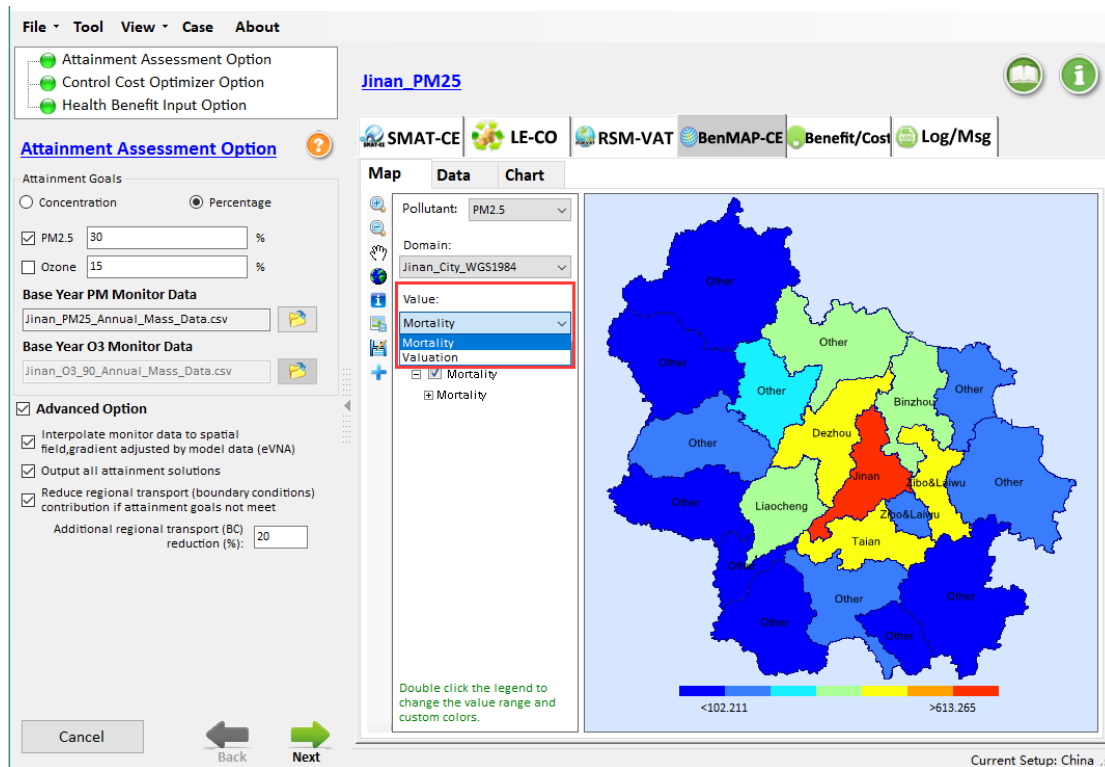 File Tool View Case About
Attainment Assessment Option
Control Cost Optimizer Option
Health Benefit Input Option
Attainment Assessment Option
Attainment Goals
Concentration Percentage
PM2.5 30 %
Ozone 15 %
Base Year PM Monitor Data
Jinan_PM25_Annual_Mass_Data.csv
Base Year O3 Monitor Data
Jinan_O3_90_Annual_Mass_Data.csv
Advanced Option
Interpolate monitor data to spatial
field,gradient adjusted by model data (eVNA)
Output all attainment solutions
Reduce regional transport (boundary conditions)
contribution if attainment goals not meet
Additional regional transport (BC)
reduction (%): 20
Cancel
Back
Next
Jinan_PM25
SMAT-CE LE-CO RSM-VAT BenMAP-CE Benefit/Cost Log/Msg
Map Data Chart
Pollutant: PM2.5
Domain:
Jinan_City_WGS1984
Value:
Mortality
Mortality
Valuation
Mortality
Mortality
Double click the legend to
change the value range and
custom colors.
Other
Other
Other
Other
Other
Binzhou
Dezhou
Other
Jinan
Zibo&Laiwu
Other
Other
Liaocheng
Zibo&Laiwu
Taian
Other
Other
Other
Other
Other
<102.211 >613.265
Current Setup: China